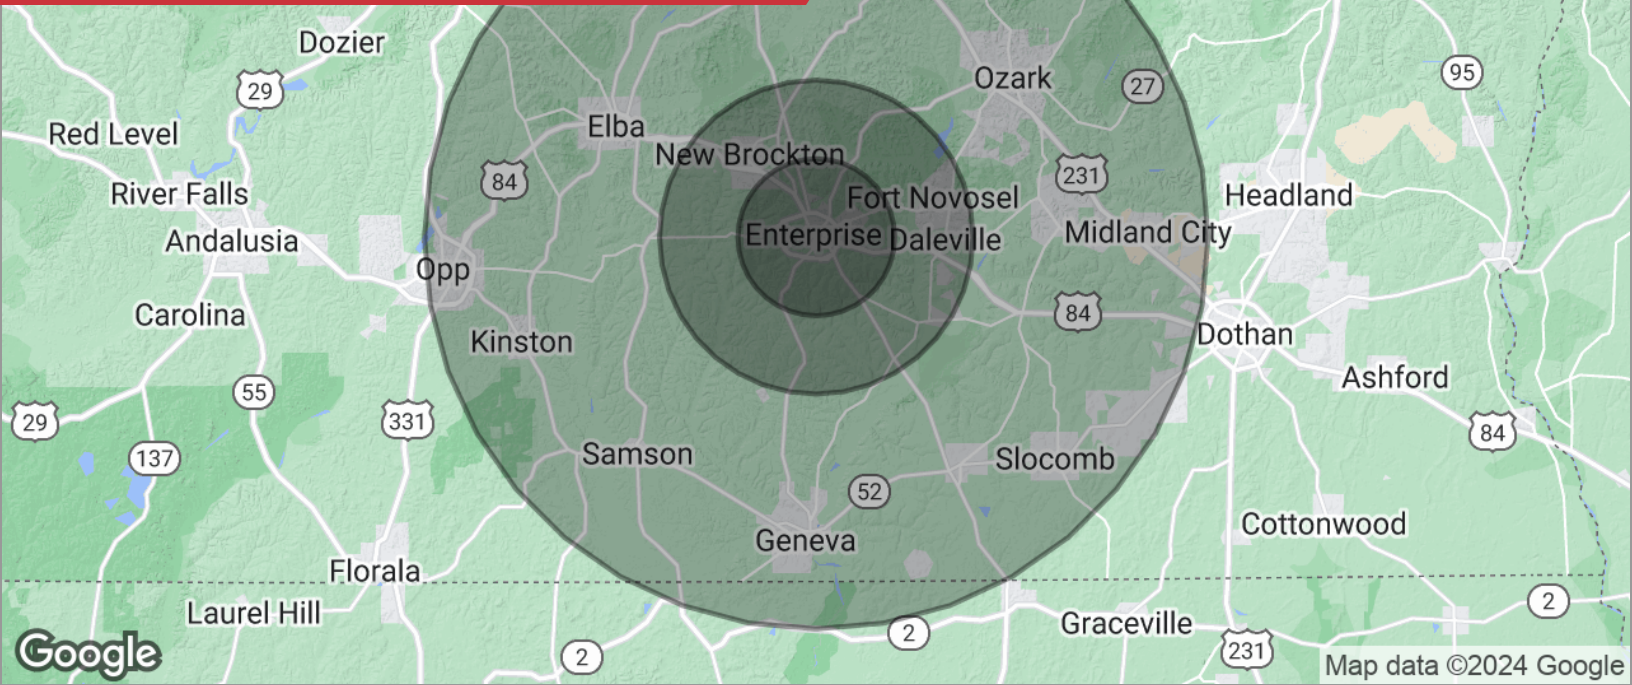 Dozier
Ozark
95
27
29
Elba
Red Level
New Brockton
231
84
River Falls
Fort Novosel
Headland
Andalusia
Enterprise
Daleville
Midland City
Opp
Carolina
84
Kinston
Dothan
Ashford
55
29
331
84
137
Samson
Slocomb
52
Cottonwood
Geneva
Florala
2
Laurel Hill
Graceville
2
231
2
Google
Map data ©2024 Google